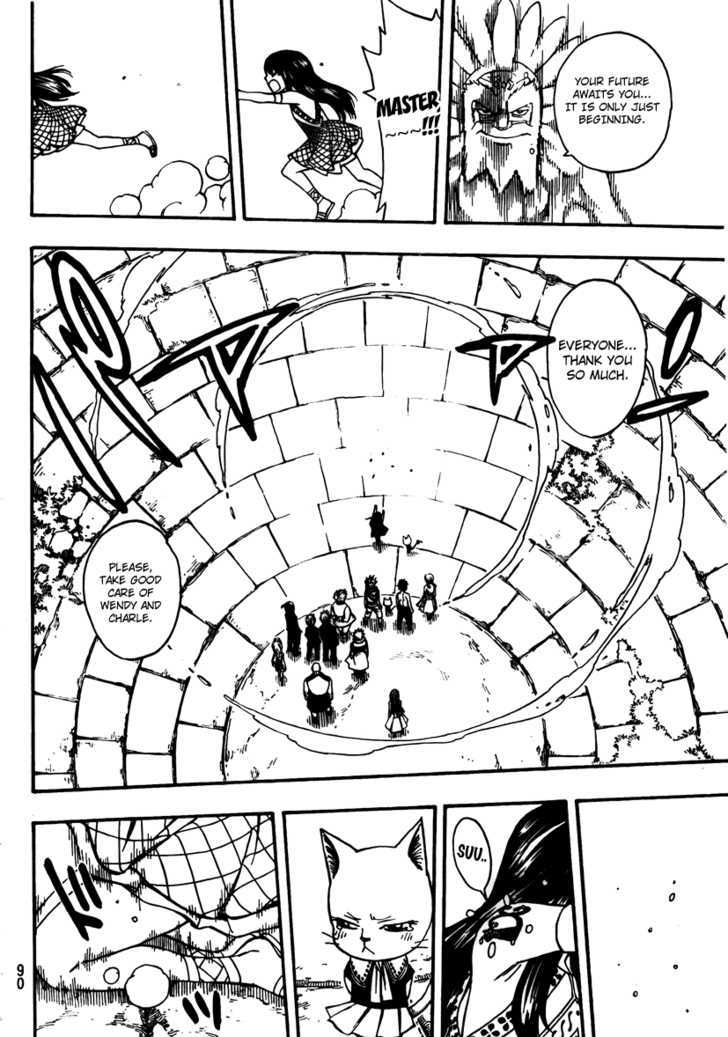 YOUR FUTURE
AWAITS YOU...
IT IS ONLY JUST
BEGINNING.
MASTER
~~~!!!
EVERYONE...
THANK YOU
SO MUCH.
PLEASE,
TAKE GOOD
CARE OF
WENDY AND
CHARLE.
SUU..
90